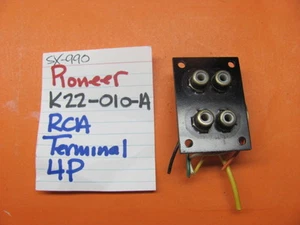 SX-990
Pioneer
K22-010-A
RCA
Terminal
4P